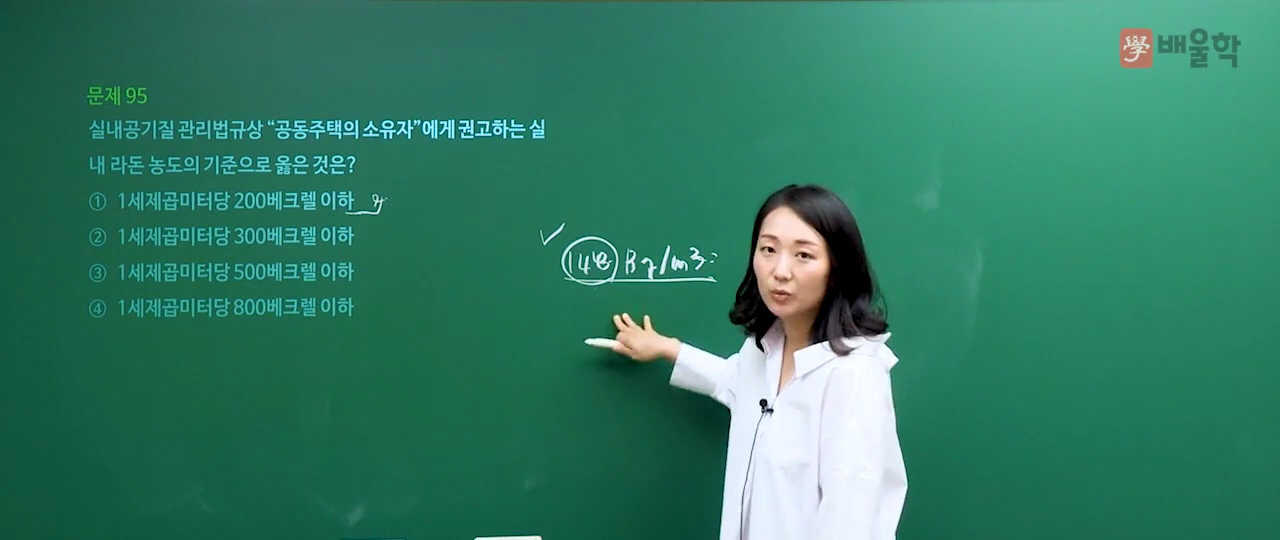 學 배울학
문제 95
실내공기질 관리법규상 “공동주택의 소유자”에게 권고하는 실
내 라돈 농도의 기준으로 옳은 것은?
① 1세제곱미터당 200베크렐 이하
② 1세제곱미터당 300베크렐 이하
③ 1세제곱미터당 500베크렐 이하
④ 1세제곱미터당 800베크렐 이하
148 Bq/m3